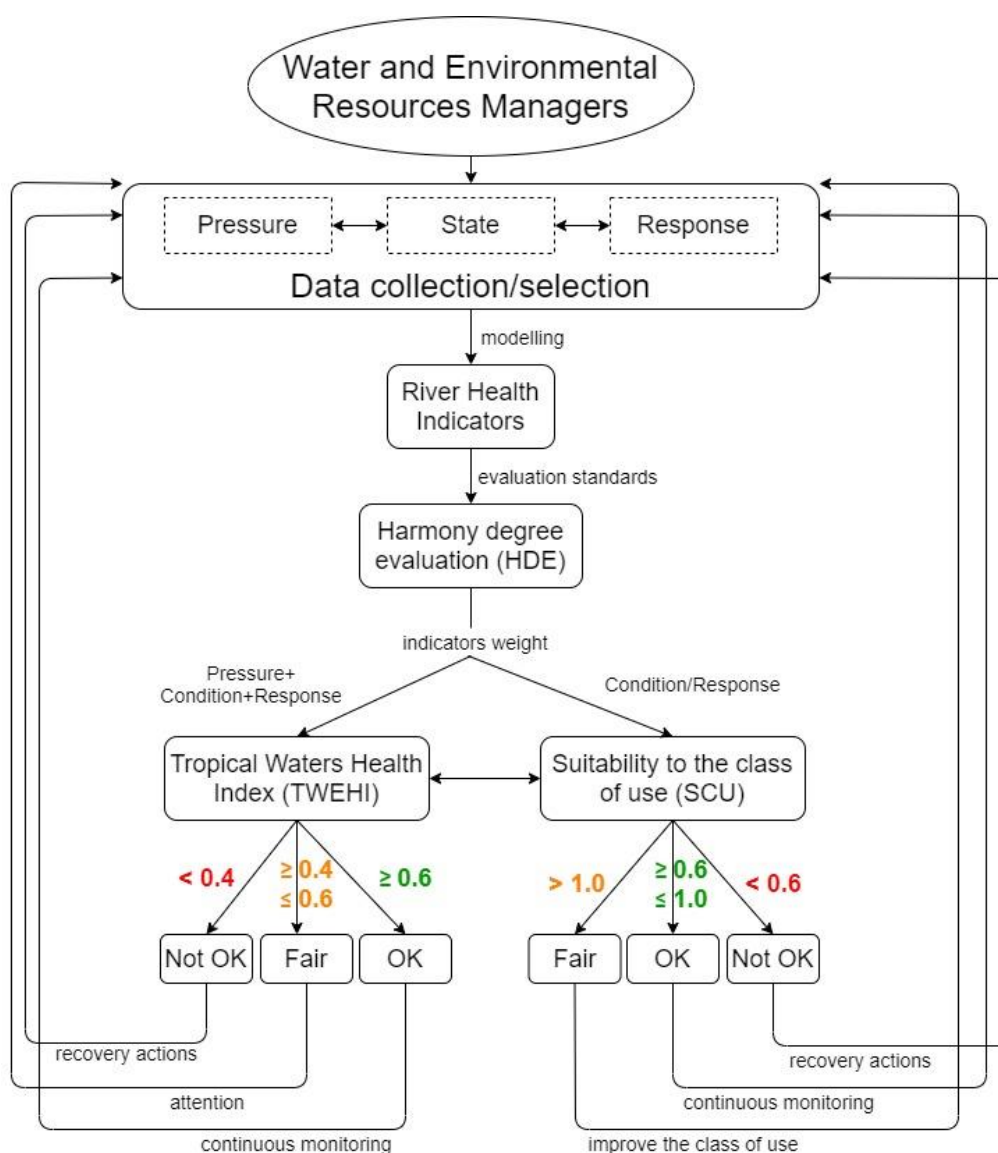 Water and Environmental
Resources Managers
Pressure
State
Response
Data collection/selection
modelling
River Health
Indicators
evaluation standards
Harmony degree
evaluation (HDE)
indicators weight
Pressure+
Condition+Response
Condition/Response
Tropical Waters Health
Index (TWEHI)
Suitability to the class
of use (SCU)
< 0.4
≥ 0.4
≤ 0.6
≥ 0.6
> 1.0
≥ 0.6
≤ 1.0
< 0.6
Not OK
Fair
OK
Fair
OK
Not OK
recovery actions
attention
continuous monitoring
recovery actions
continuous monitoring
improve the class of use